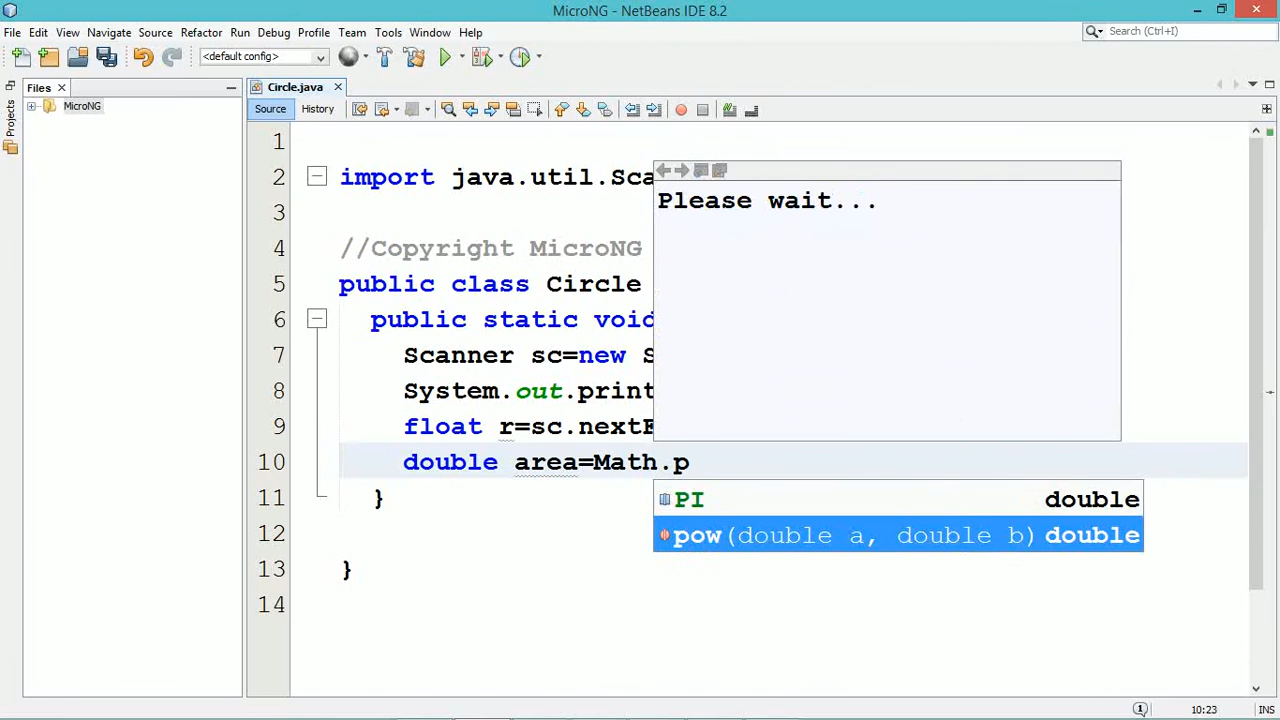 MicroNG - NetBeans IDE 8.2
File Edit View Navigate Source Refactor Run Debug Profile Team Tools Window Help
Search (Ctrl+I)
<default config>
Files
Circle.java
Projects
MicroNG
Source History
1
2 import java.util.Sca
Please wait...
3
4 //Copyright MicroNG
5 public class Circle
6 public static void
7 Scanner sc=new S
8 System.out.print
9 float r=sc.nextF
10 double area=Math.p
11 }
PI double
pow(double a, double b) double
12
13 }
14
10:23 INS